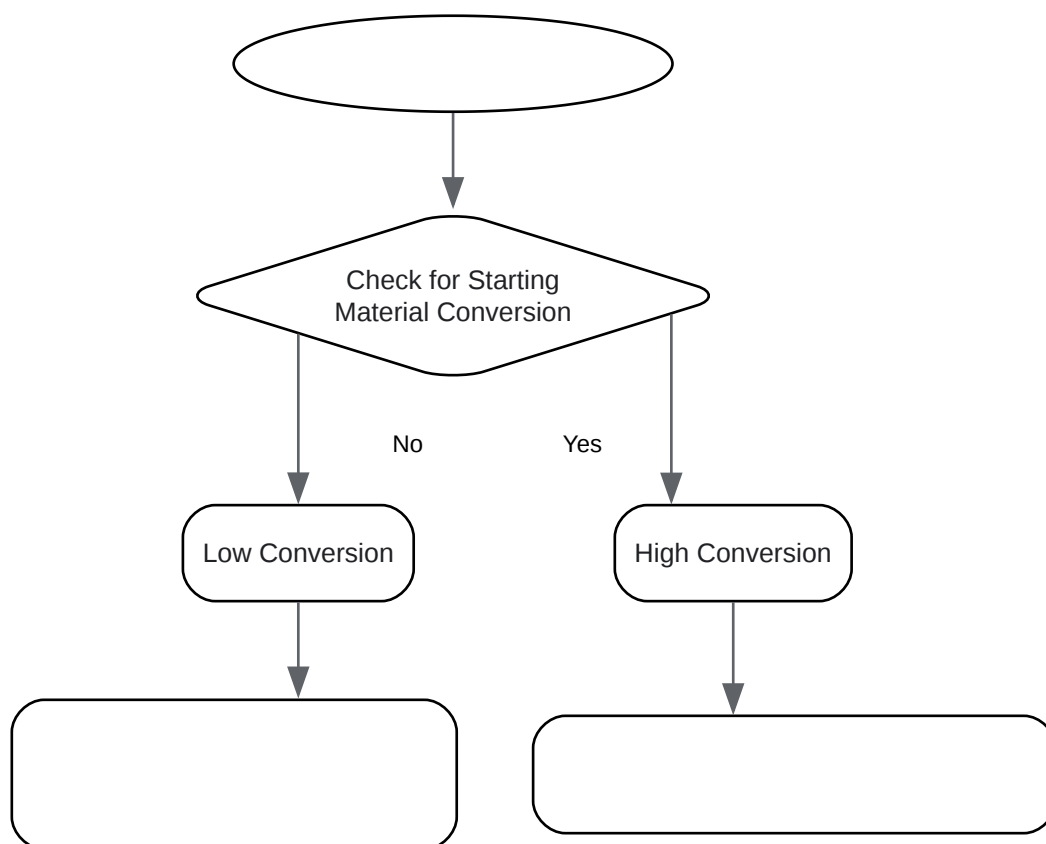 Check for Starting
Material Conversion
No
Yes
Low Conversion
High Conversion